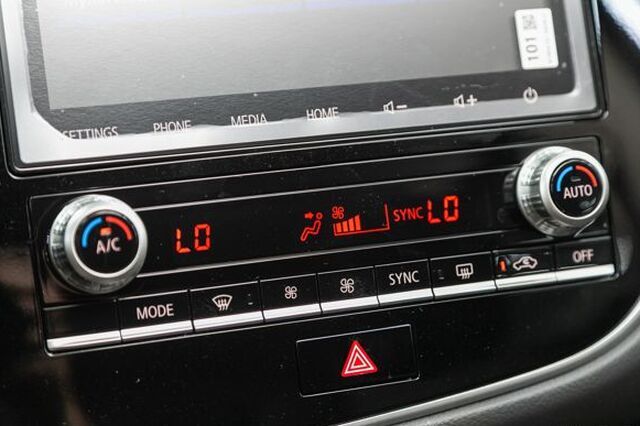 101
SETTINGS PHONE MEDIA HOME
A/C LO SYNC LO AUTO
MODE SYNC OFF